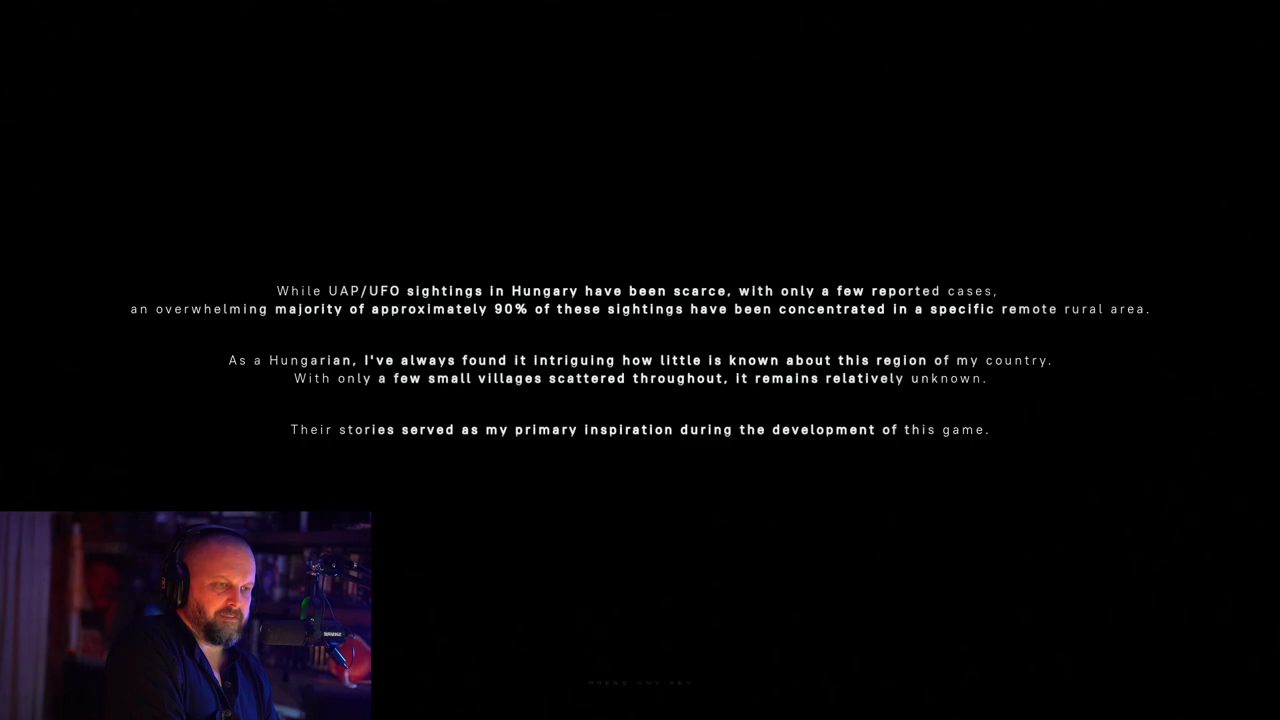 While UAP/UFO sightings in Hungary have been scarce, with only a few reported cases,
an overwhelming majority of approximately 90% of these sightings have been concentrated in a specific remote rural area.
As a Hungarian, I've always found it intriguing how little is known about this region of my country.
With only a few small villages scattered throughout, it remains relatively unknown.
Their stories served as my primary inspiration during the development of this game.
PRESS ANY KEY